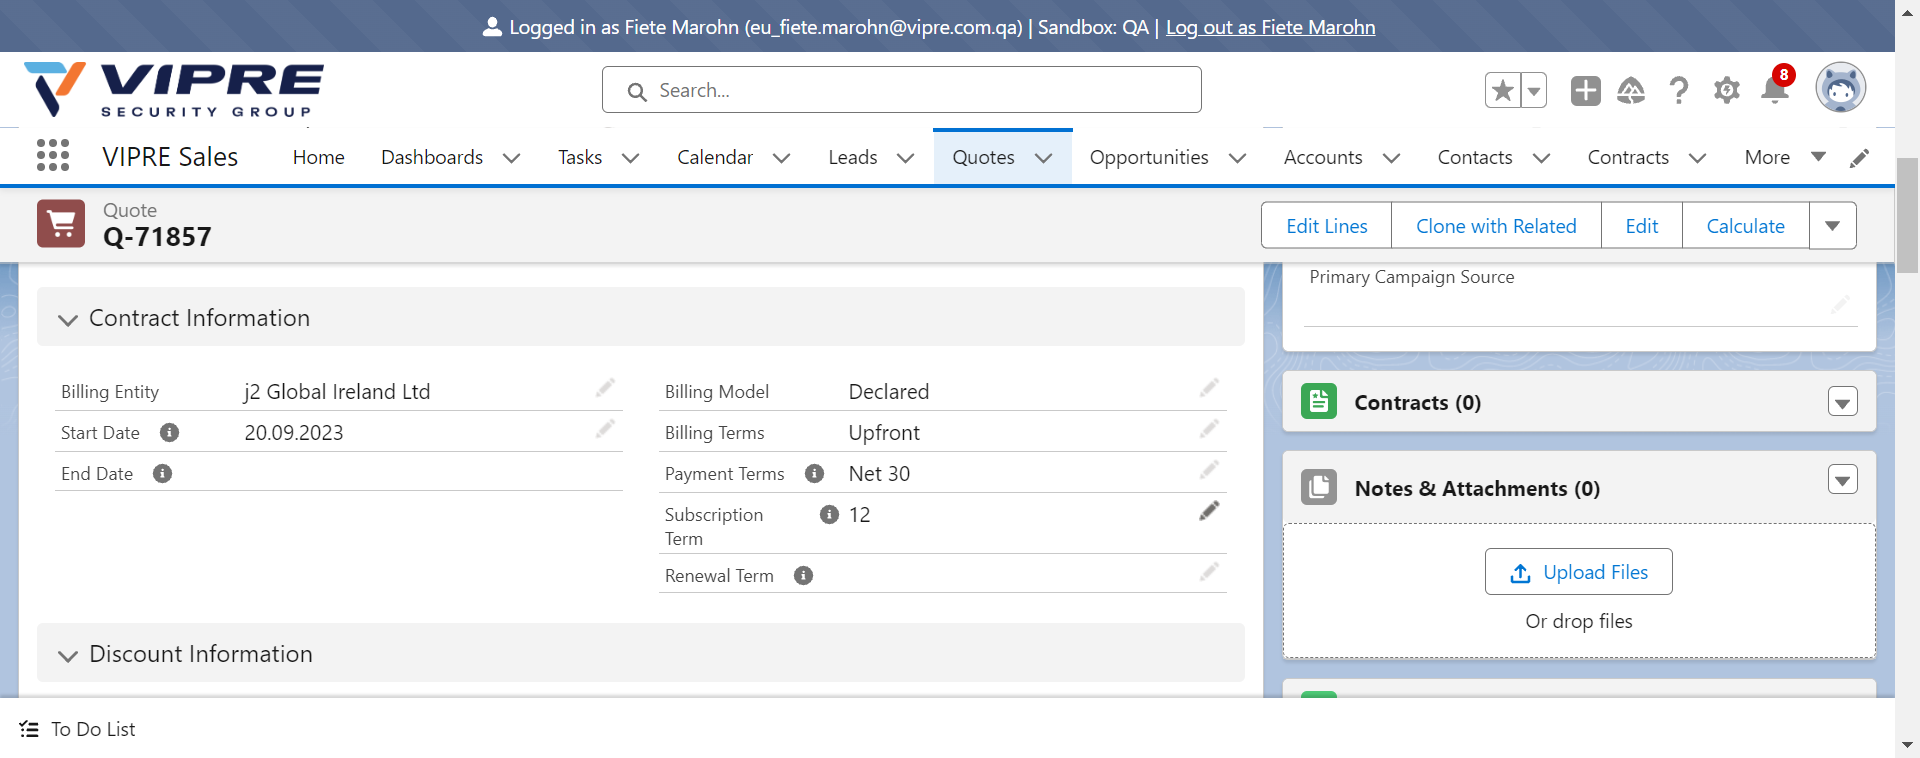 Logged in as Fiete Marohn (eu_fiete.marohn@vipre.com.qa) | Sandbox: QA | Log out as Fiete Marohn
VIPRE
SECURITY GROUP
Search...
8
VIPRE Sales
Home
Dashboards
Tasks
Calendar
Leads
Quotes
Opportunities
Accounts
Contacts
Contracts
More
Quote
Q-71857
Edit Lines
Clone with Related
Edit
Calculate
Contract Information
Billing Entity
j2 Global Ireland Ltd
Start Date
20.09.2023
End Date
Billing Model
Declared
Billing Terms
Upfront
Payment Terms
Net 30
Subscription
Term
12
Renewal Term
Discount Information
Primary Campaign Source
Contracts (0)
Notes & Attachments (0)
Upload Files
Or drop files
To Do List